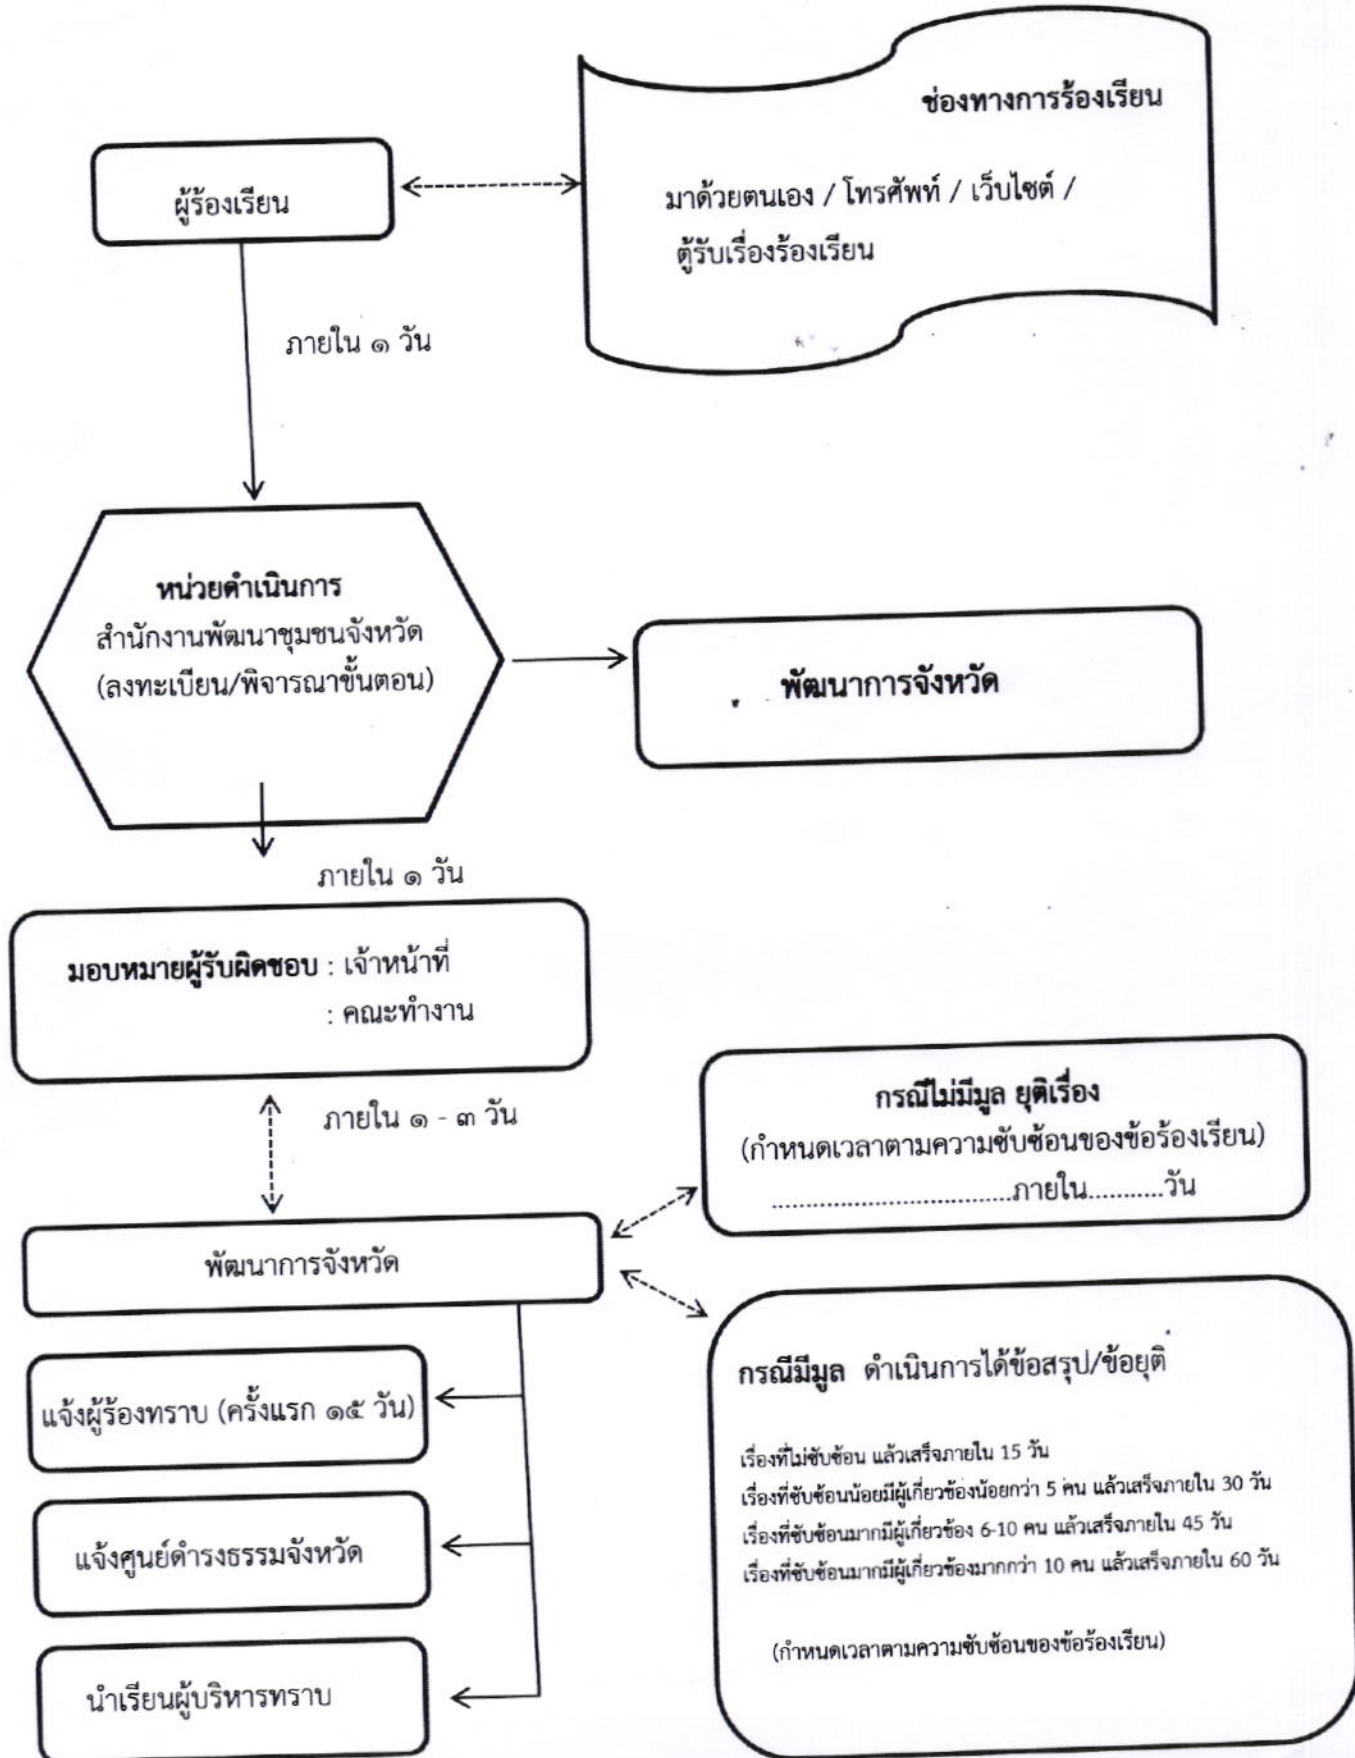 ช่องทางการร้องเรียน
ผู้ร้องเรียน
มาด้วยตนเอง / โทรศัพท์ / เว็บไซต์ /
ตู้รับเรื่องร้องเรียน
ภายใน ๑ วัน
หน่วยดำเนินการ
สำนักงานพัฒนาชุมชนจังหวัด
(ลงทะเบียน/พิจารณาขั้นตอน)
พัฒนาการจังหวัด
ภายใน ๑ วัน
มอบหมายผู้รับผิดชอบ : เจ้าหน้าที่
: คณะทำงาน
ภายใน ๑ - ๓ วัน
กรณีไม่มีมูล ยุติเรื่อง
(กำหนดเวลาตามความซับซ้อนของข้อร้องเรียน)
...................................ภายใน...........วัน
พัฒนาการจังหวัด
แจ้งผู้ร้องทราบ (ครั้งแรก ๑๕ วัน)
แจ้งศูนย์ดำรงธรรมจังหวัด
นำเรียนผู้บริหารทราบ
กรณีมีมูล ดำเนินการได้ข้อสรุป/ข้อยุติ
เรื่องที่ไม่ซับซ้อน แล้วเสร็จภายใน 15 วัน
เรื่องที่ซับซ้อนน้อยมีผู้เกี่ยวข้องน้อยกว่า 5 คน แล้วเสร็จภายใน 30 วัน
เรื่องที่ซับซ้อนมากมีผู้เกี่ยวข้อง 6-10 คน แล้วเสร็จภายใน 45 วัน
เรื่องที่ซับซ้อนมากมีผู้เกี่ยวข้องมากกว่า 10 คน แล้วเสร็จภายใน 60 วัน
(กำหนดเวลาตามความซับซ้อนของข้อร้องเรียน)